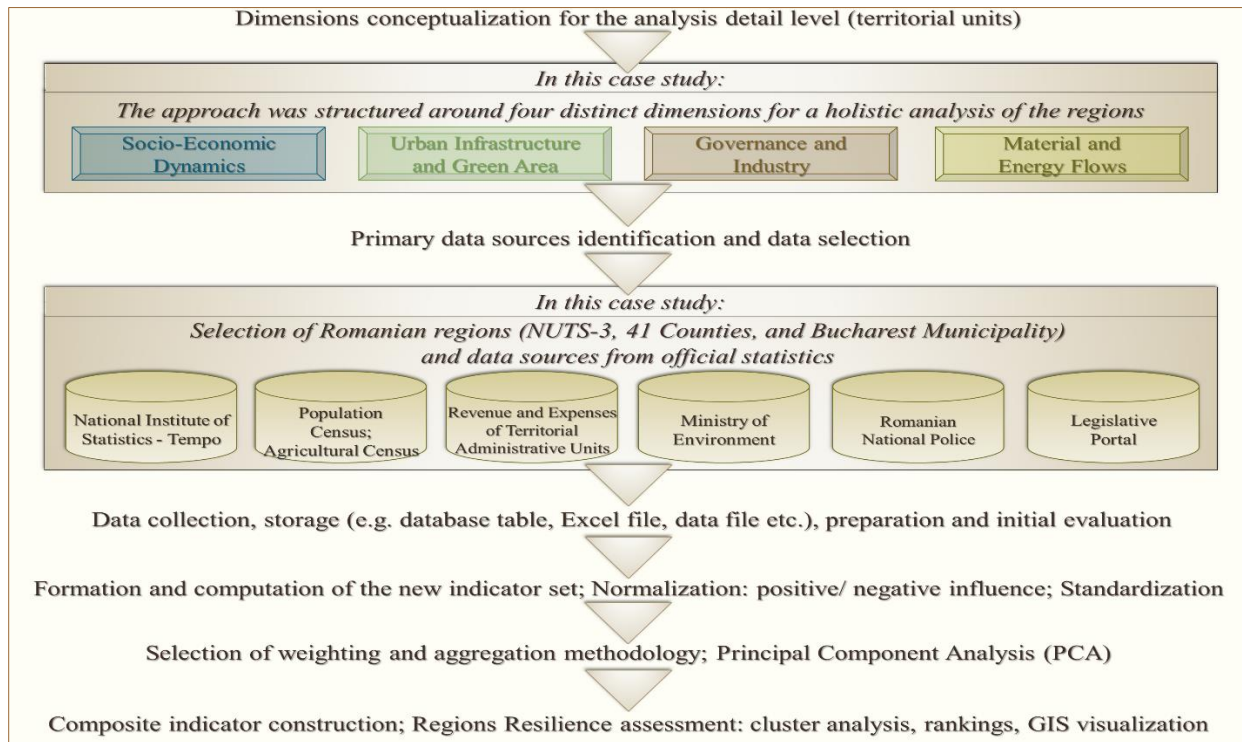 Dimensions conceptualization for the analysis detail level (territorial units)
In this case study:
The approach was structured around four distinct dimensions for a holistic analysis of the regions
Socio-Economic
Dynamics
Urban Infrastructure
and Green Area
Governance and
Industry
Material and
Energy Flows
Primary data sources identification and data selection
In this case study:
Selection of Romanian regions (NUTS-3, 41 Counties, and Bucharest Municipality)
and data sources from official statistics
National Institute of
Statistics - Tempo
Population
Census;
Agricultural Census
Revenue and Expenses
of Territorial
Administrative Units
Ministry of
Environment
Romanian
National Police
Legislative
Portal
Data collection, storage (e.g. database table, Excel file, data file etc.), preparation and initial evaluation
Formation and computation of the new indicator set; Normalization: positive/ negative influence; Standardization
Selection of weighting and aggregation methodology; Principal Component Analysis (PCA)
Composite indicator construction; Regions Resilience assessment: cluster analysis, rankings, GIS visualization